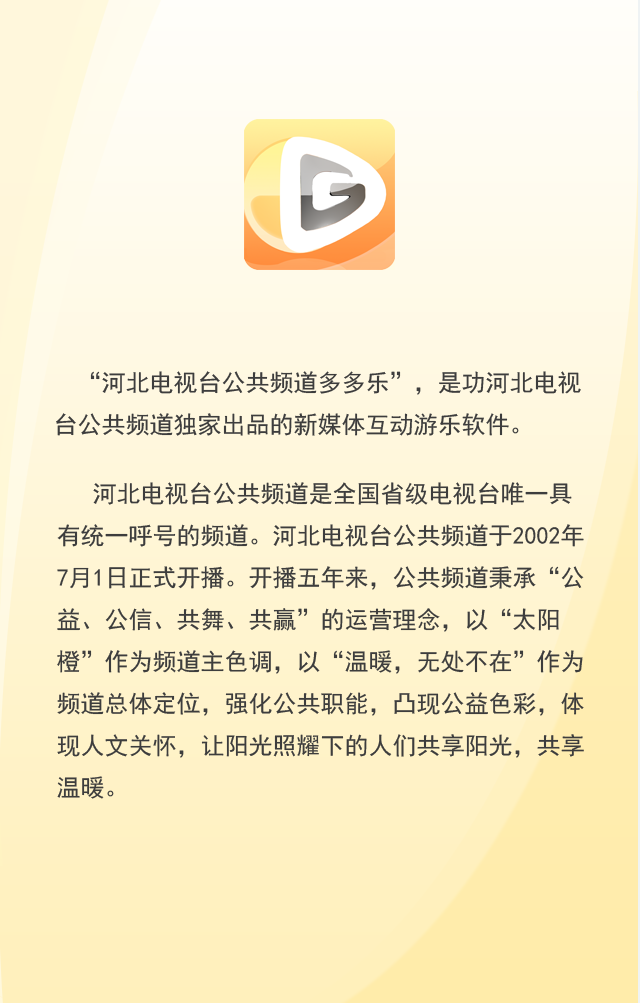 “河北电视台公共频道多多乐”，是功河北电视
台公共频道独家出品的新媒体互动游乐软件。
河北电视台公共频道是全国省级电视台唯一具
有统一呼号的频道。河北电视台公共频道于2002年
7月1日正式开播。开播五年来，公共频道秉承“公
益、公信、共舞、共赢”的运营理念，以“太阳
橙”作为频道主色调，以“温暖，无处不在”作为
频道总体定位，强化公共职能，凸现公益色彩，体
现人文关怀，让阳光照耀下的人们共享阳光，共享
温暖。